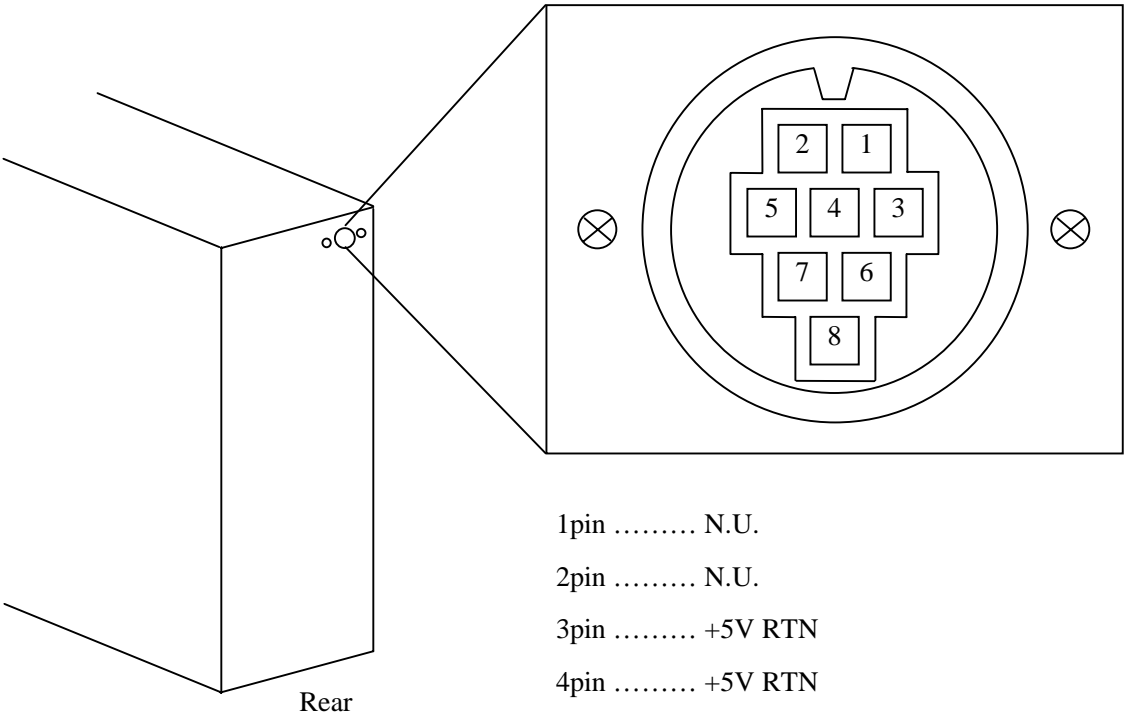 2 1
5 4 3
7 6
8
1pin ……… N.U.
2pin ……… N.U.
3pin ……… +5V RTN
4pin ……… +5V RTN
Rear